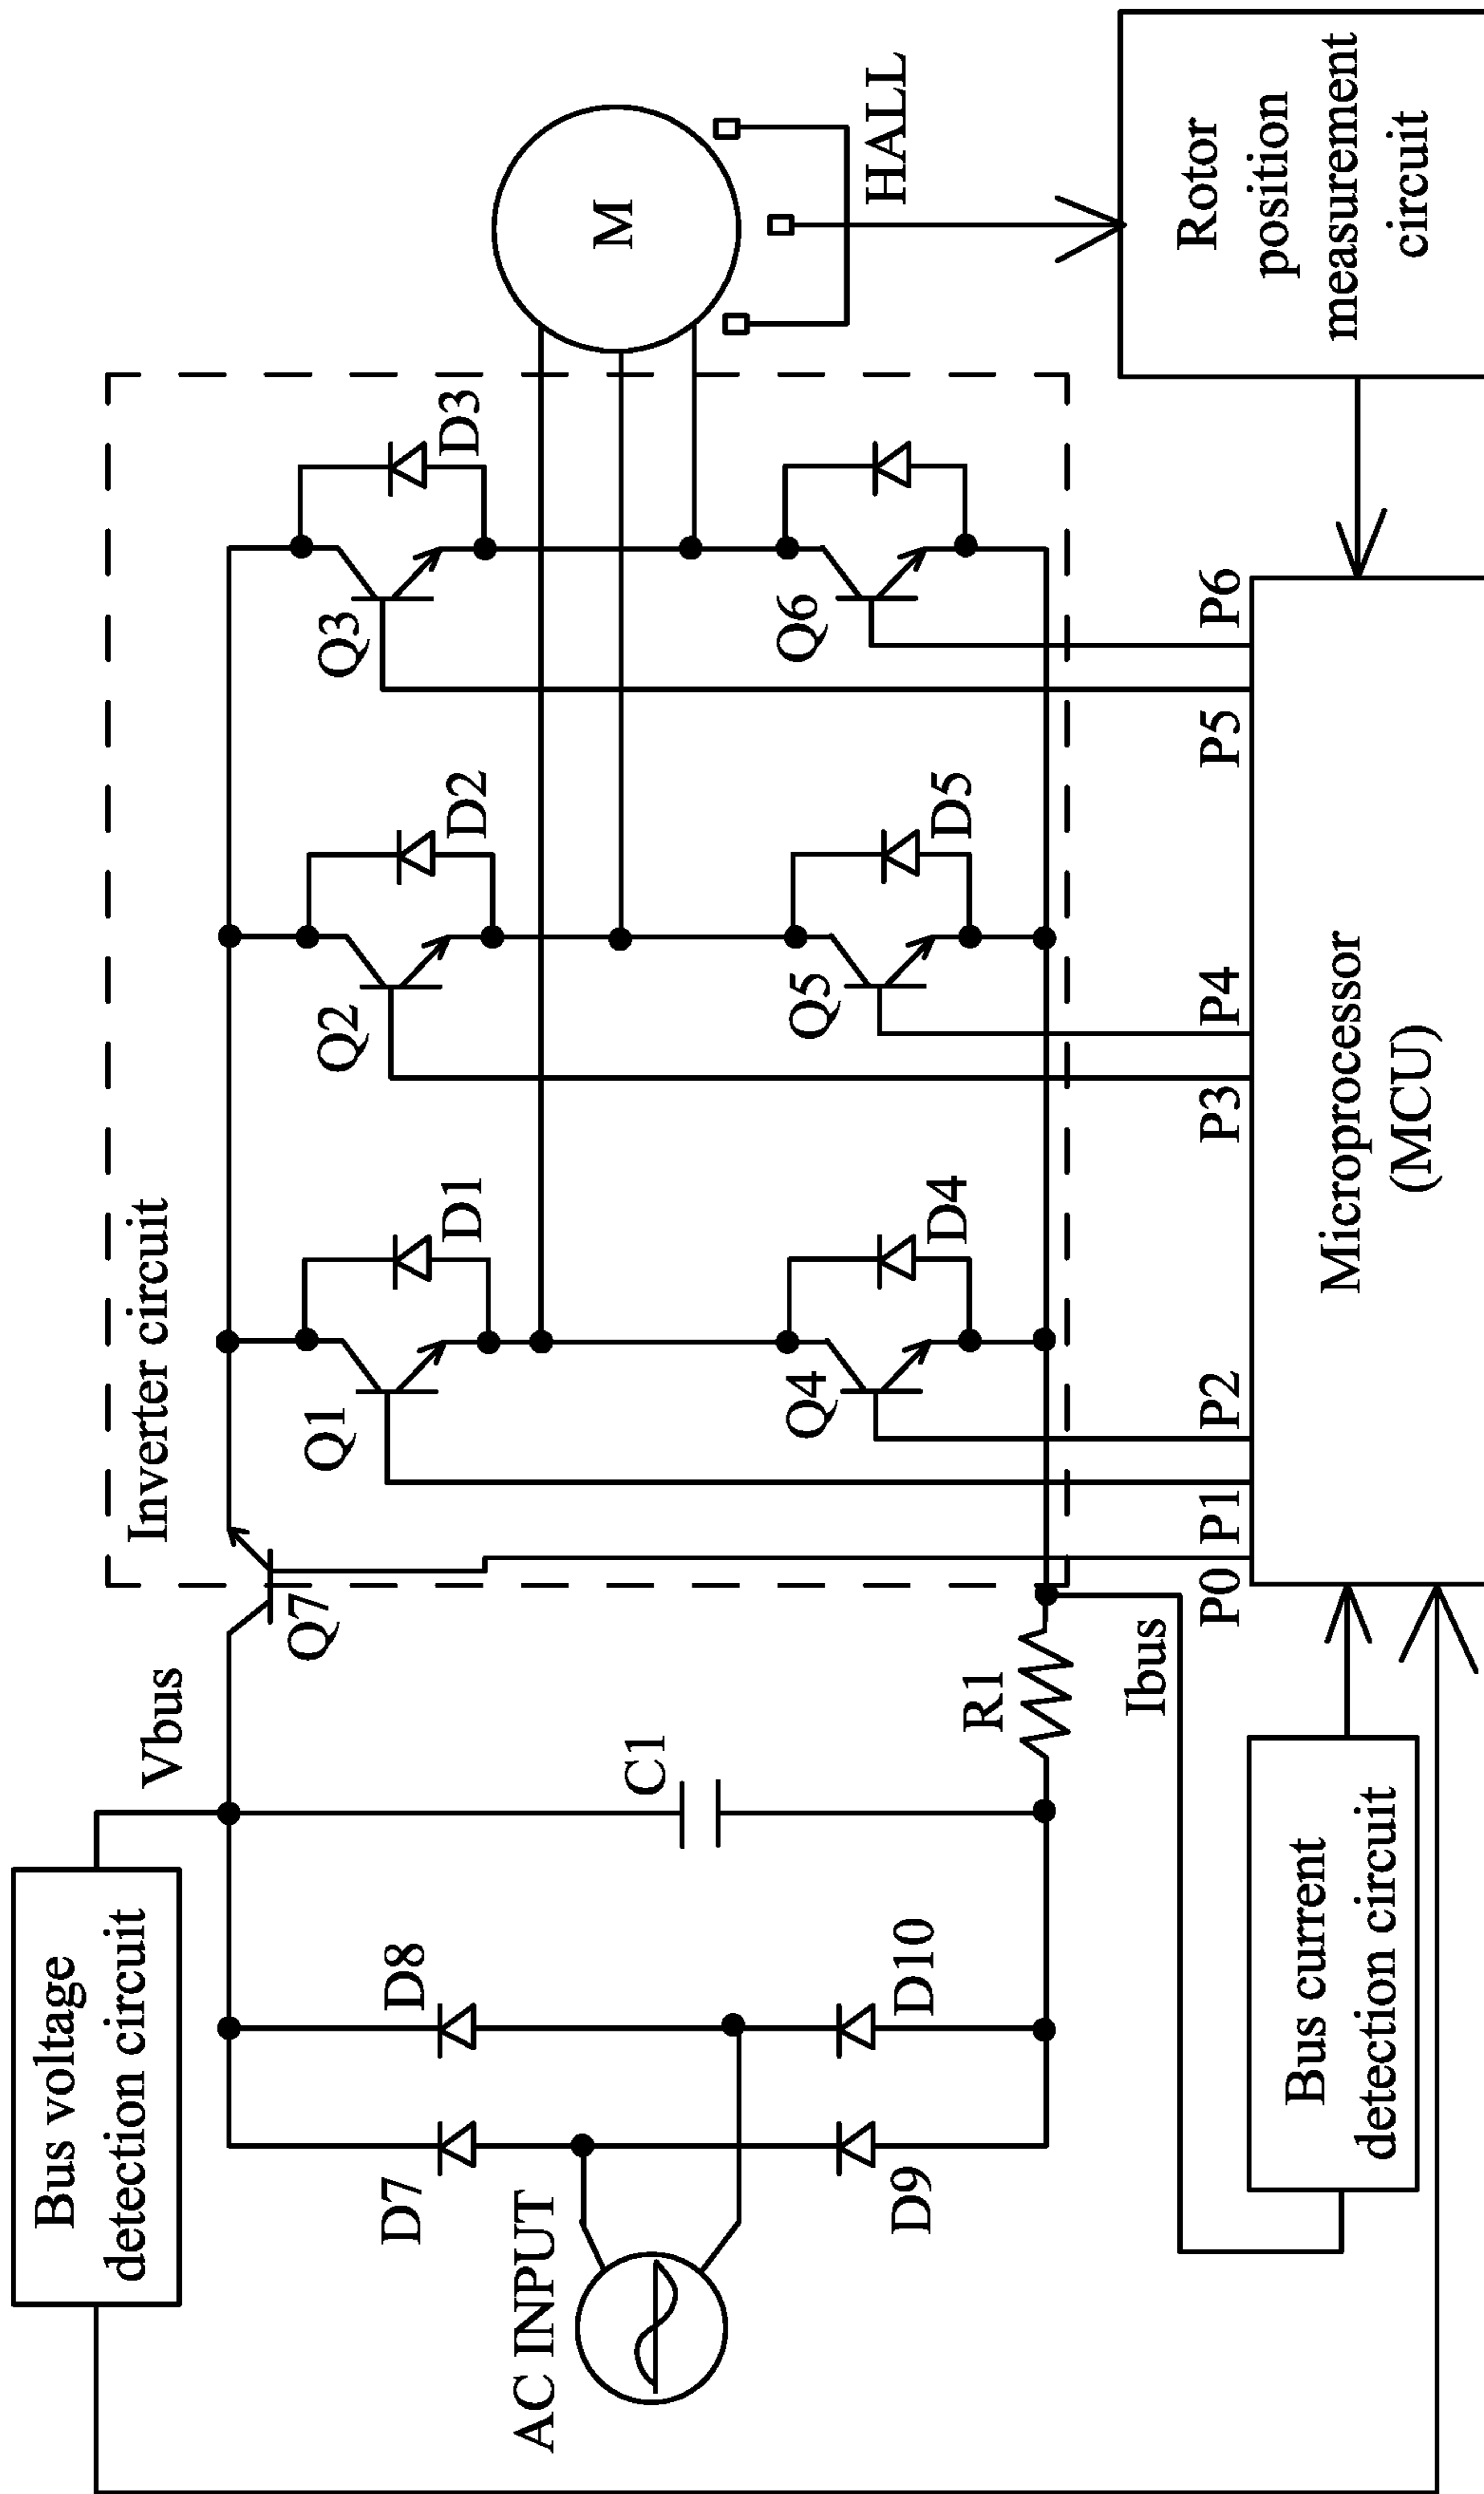 Bus voltage
detection circuit
Vbus
Inverter circuit
Q7
Q1
D1
Q2
D2
Q3
D3
D7
D8
C1
AC INPUT
M
HALL
D9
D10
R1
Q4
D4
Q5
D5
Q6
Ibus
P0
P1
P2
P3
P4
P5
P6
Bus current
detection circuit
Microprocessor
(MCU)
Rotor
position
measurement
circuit